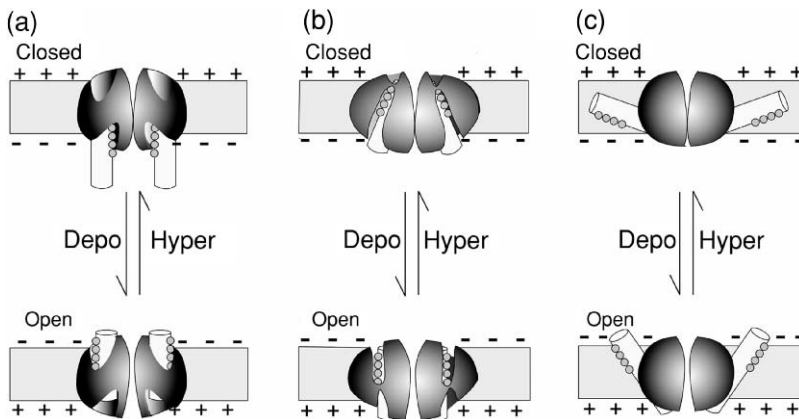 (a)
Closed
+ + + + + +
- - - -
Depo Hyper
Open
- - - - - -
+ + + + + +
(b)
Closed
+ + + + + +
- - - -
Depo Hyper
Open
- - - - - -
+ + + + + +
(c)
Closed
+ + + + + +
- - - -
Depo Hyper
Open
- - - - - -
+ + + + + +